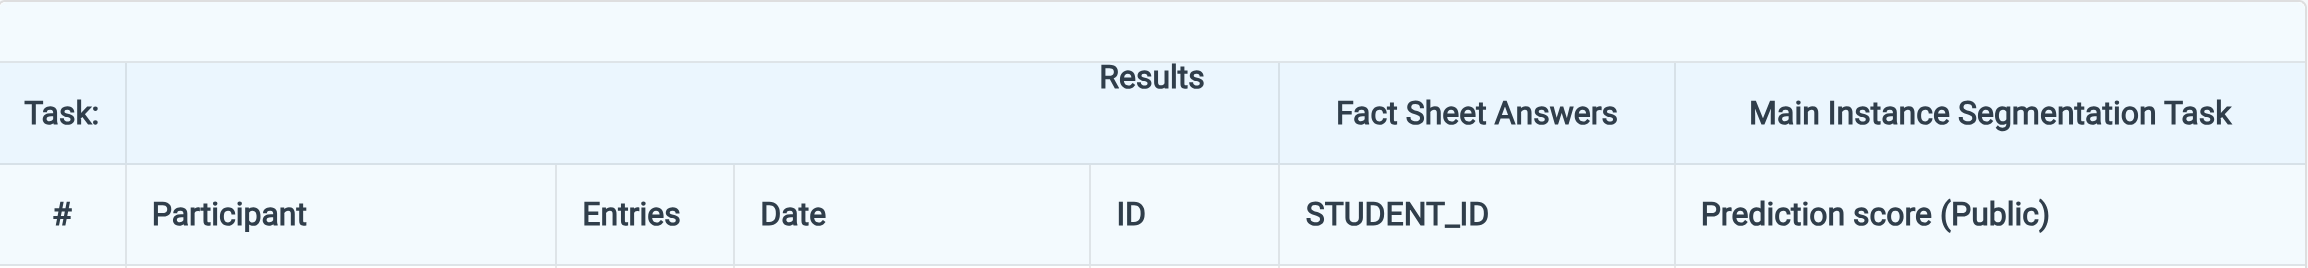 Results
Task: Fact Sheet Answers Main Instance Segmentation Task
# Participant Entries Date ID STUDENT_ID Prediction score (Public)